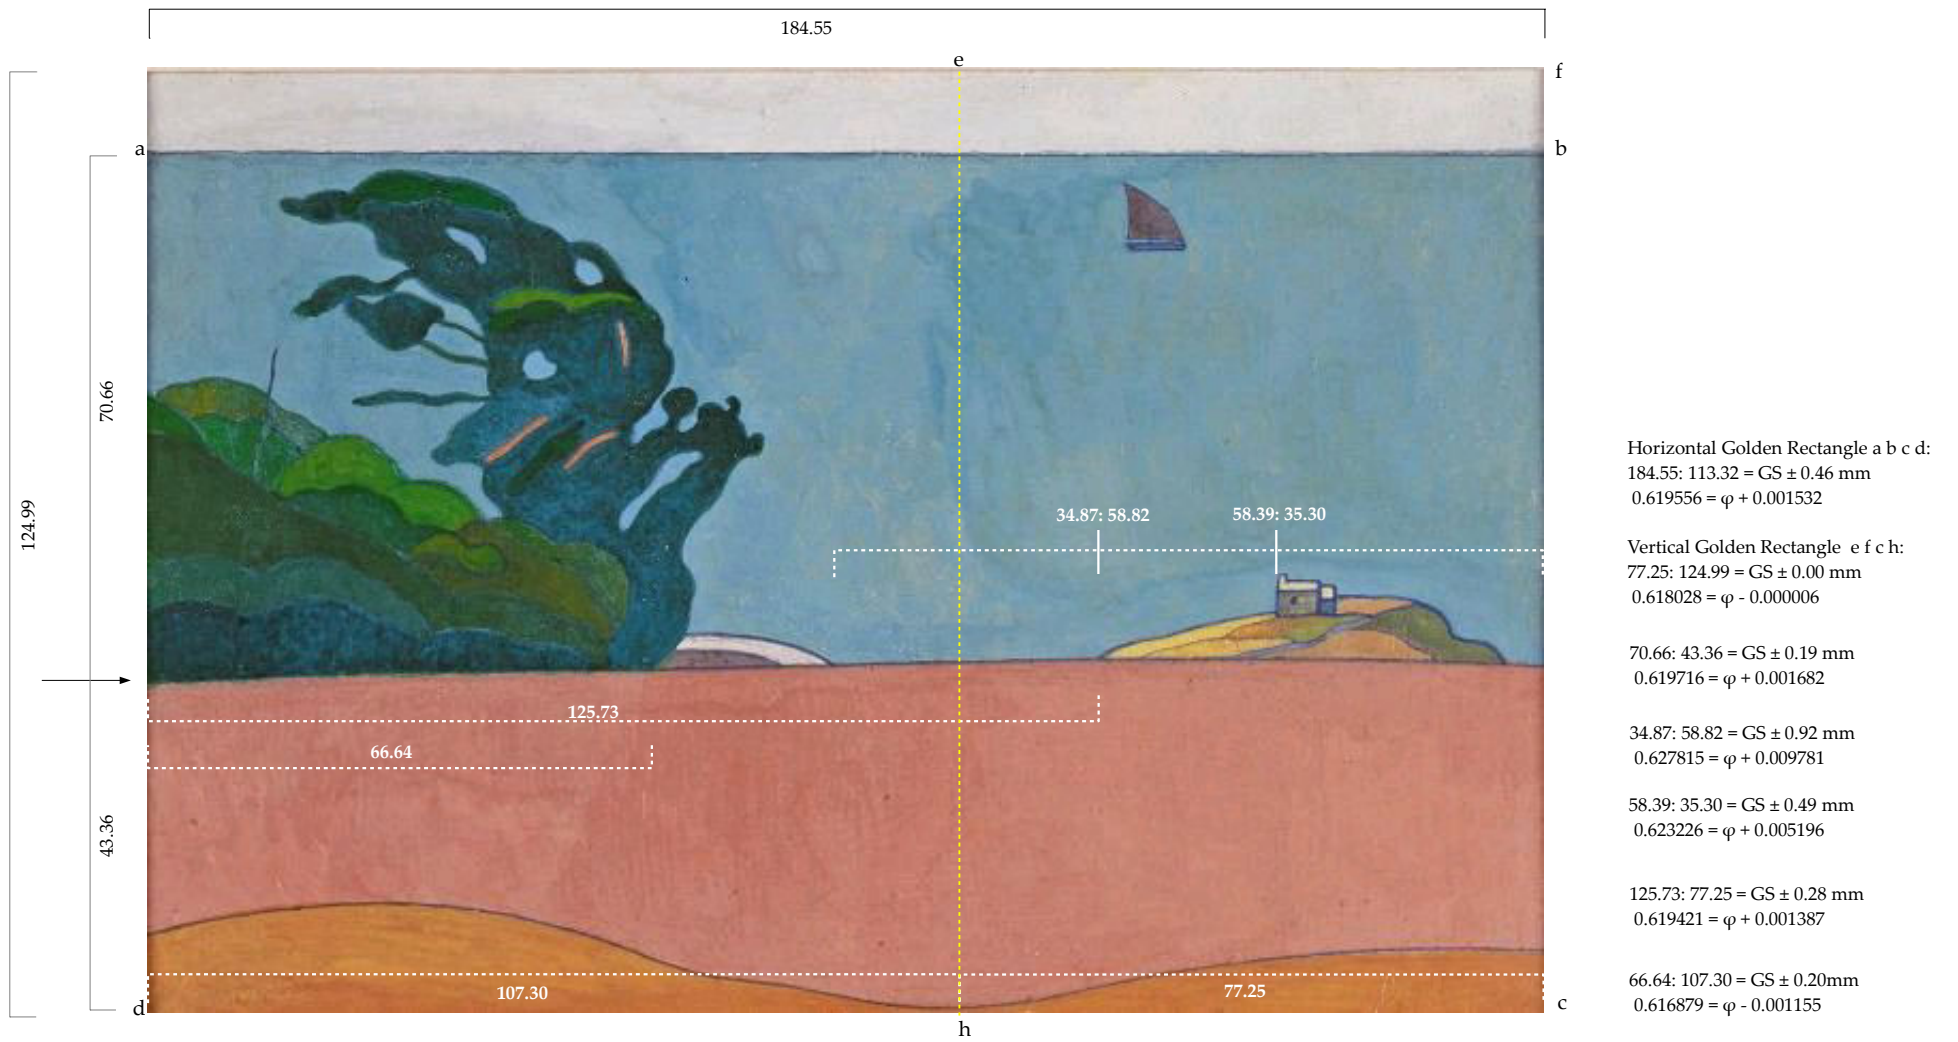 184.55
e
f
a
b
124.99
70.66
34.87: 58.82
58.39: 35.30
125.73
66.64
43.36
107.30
77.25
d
c
h
Horizontal Golden Rectangle a b c d:
184.55: 113.32 = GS ± 0.46 mm
0.619556 = φ + 0.001532
Vertical Golden Rectangle e f c h:
77.25: 124.99 = GS ± 0.00 mm
0.618028 = φ - 0.000006
70.66: 43.36 = GS ± 0.19 mm
0.619716 = φ + 0.001682
34.87: 58.82 = GS ± 0.92 mm
0.627815 = φ + 0.009781
58.39: 35.30 = GS ± 0.49 mm
0.623226 = φ + 0.005196
125.73: 77.25 = GS ± 0.28 mm
0.619421 = φ + 0.001387
66.64: 107.30 = GS ± 0.20mm
0.616879 = φ - 0.001155